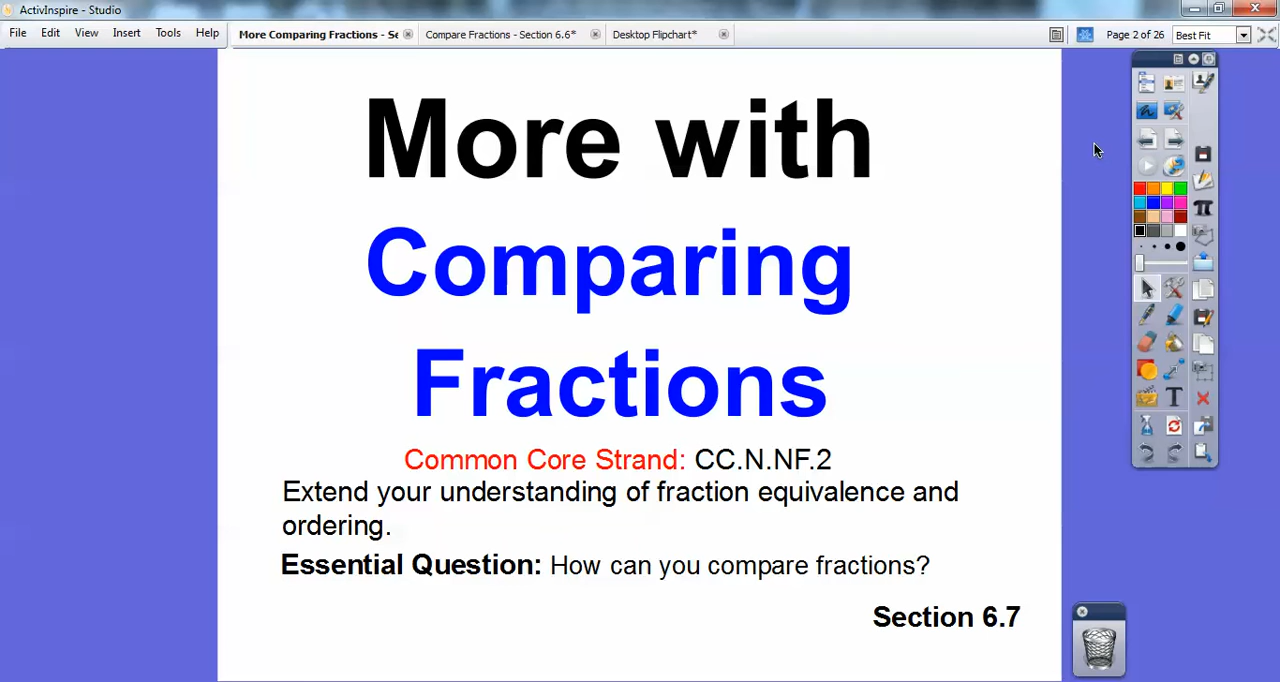 ActivInspire - Studio
File Edit View Insert Tools Help
More Comparing Fractions - Se Compare Fractions - Section 6.6* Desktop Flipchart* Page 2 of 26 Best Fit
More with
Comparing
Fractions
Common Core Strand: CC.N.NF.2
Extend your understanding of fraction equivalence and
ordering.
Essential Question: How can you compare fractions?
Section 6.7